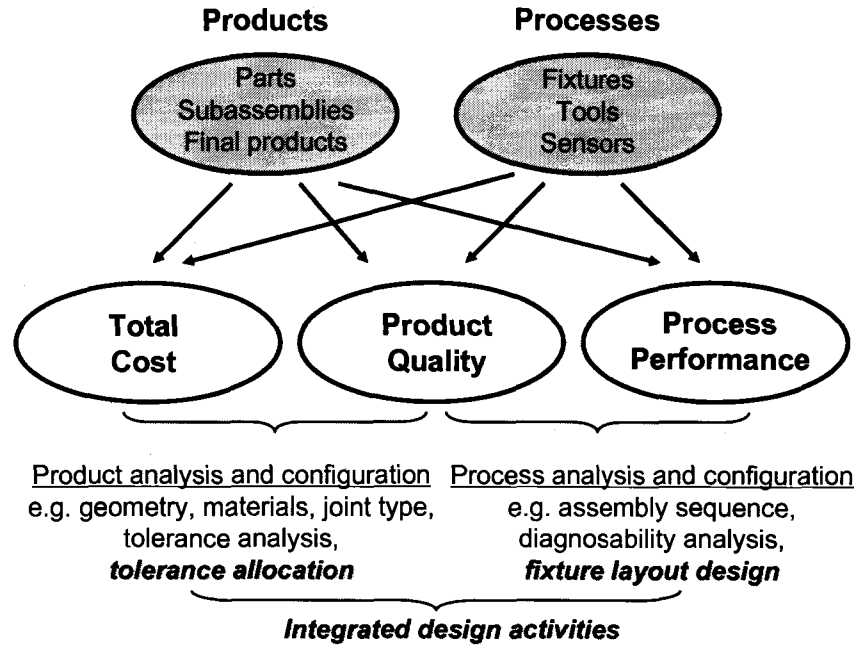 Products
Processes
Parts
Subassemblies
Final products
Fixtures
Tools
Sensors
Total
Cost
Product
Quality
Process
Performance
Product analysis and configuration
e.g. geometry, materials, joint type,
tolerance analysis,
tolerance allocation
Process analysis and configuration
e.g. assembly sequence,
diagnosability analysis,
fixture layout design
Integrated design activities